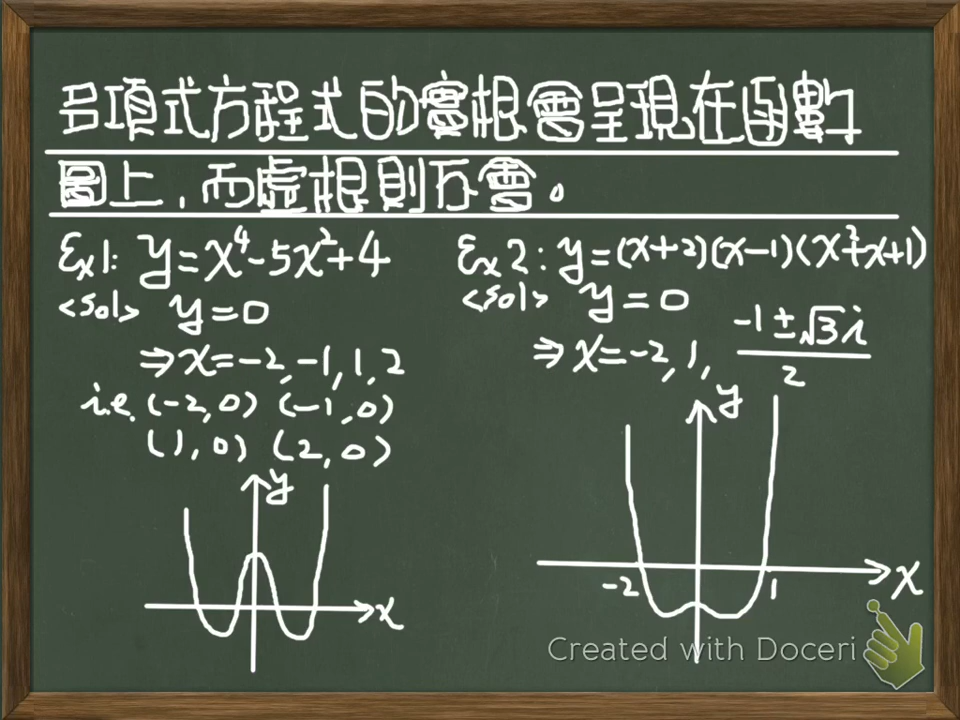 多項式方程式的實根會呈現在函數
圖上，而虛根則不會。
Ex1: y=x⁴-5x²+4
<sol> y=0
⇒x=-2,-1,1,2
i.e. (-2,0) (-1,0)
(1,0) (2,0)
y
x
Ex2: y=(x+2)(x-1)(x²+x+1)
<sol> y=0
⇒x=-2,1, (-1±√3i)/2
y
-2 1 x
Created with Doceri